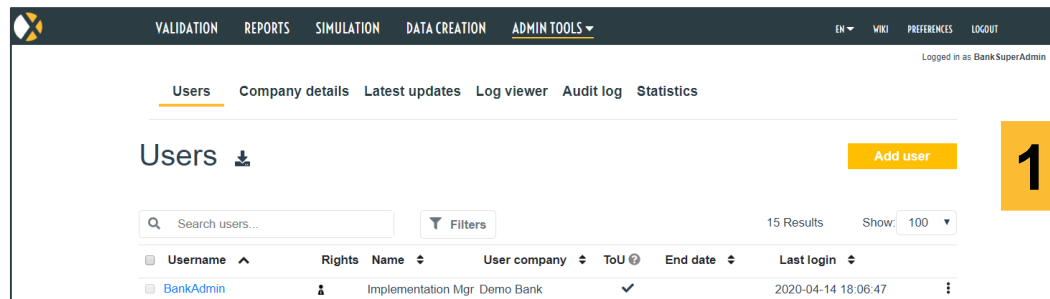 VALIDATION REPORTS SIMULATION DATA CREATION ADMIN TOOLS EN WIKI PREFERENCES LOGOUT
Logged in as BankSuperAdmin
Users Company details Latest updates Log viewer Audit log Statistics
Users Add user
1
Search users... Filters 15 Results Show: 100
Username Rights Name User company ToU End date Last login
BankAdmin Implementation Mgr Demo Bank 2020-04-14 18:06:47